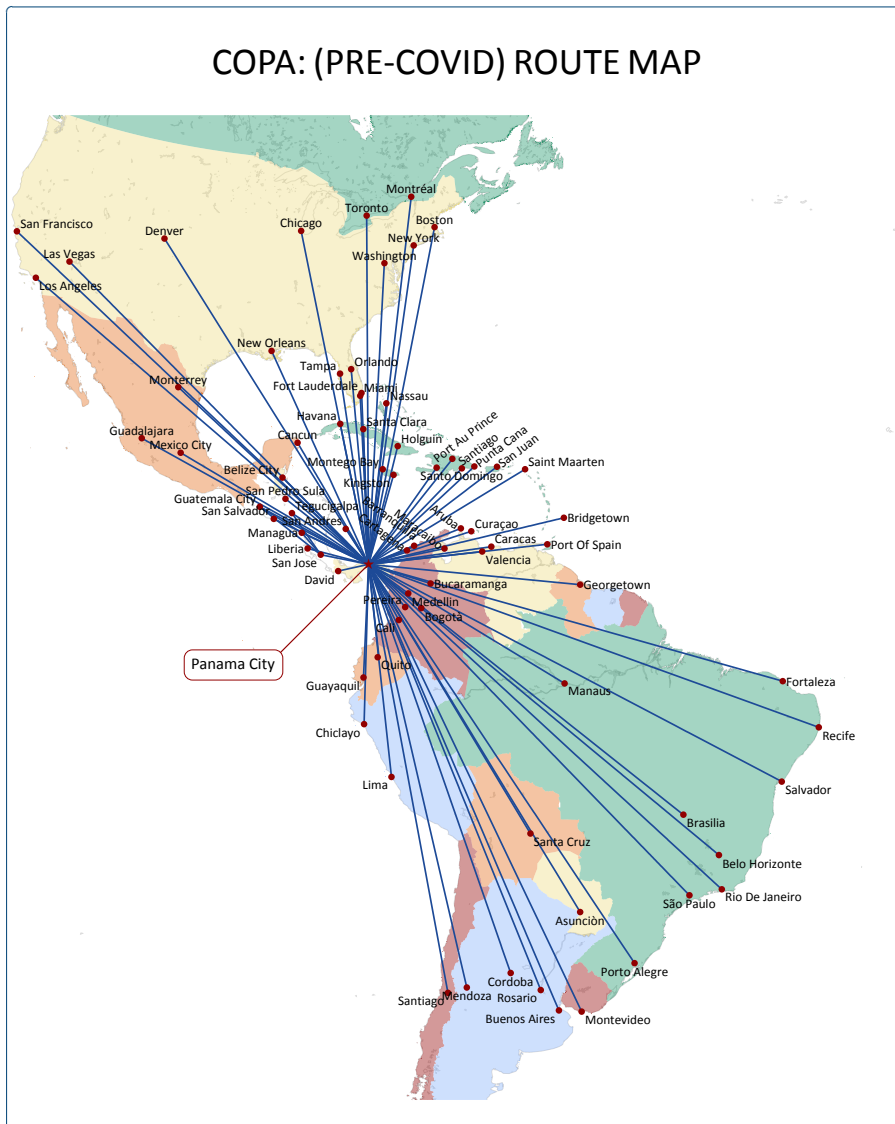 COPA: (PRE-COVID) ROUTE MAP
Montréal
Toronto
Boston
San Francisco
Denver
Chicago
New York
Las Vegas
Washington
Los Angeles
New Orleans
Orlando
Tampa
Fort Lauderdale
Miami
Monterrey
Nassau
Havana
Santa Clara
Guadalajara
Cancun
Mexico City
Holguin
Port Au Prince
Santiago
Punta Cana
San Juan
Montego Bay
Santo Domingo
Saint Maarten
Belize City
Kingston
San Pedro Sula
Guatemala City
Tegucigalpa
San Salvador
San Andres
Barranquilla
Cartagena
Maracaibo
Aruba
Curaçao
Bridgetown
Managua
Caracas
Port Of Spain
Liberia
Valencia
San Jose
David
Bucaramanga
Georgetown
Pereira
Medellin
Bogotà
Cali
Panama City
Quito
Guayaquil
Manaus
Fortaleza
Chiclayo
Recife
Lima
Salvador
Brasilia
Santa Cruz
Belo Horizonte
Rio De Janeiro
São Paulo
Asunciòn
Porto Alegre
Cordoba
Santiago
Mendoza
Rosario
Buenos Aires
Montevideo